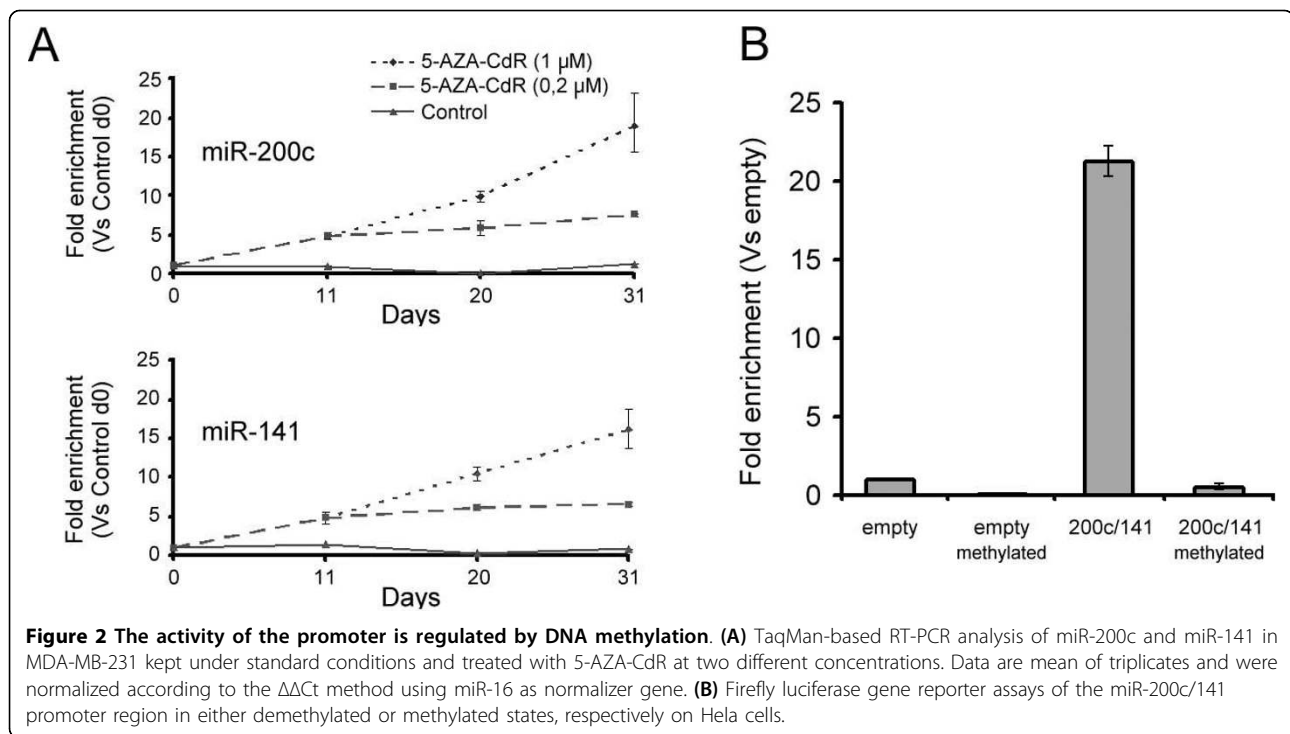 A
5-AZA-CdR (1 µM)
5-AZA-CdR (0,2 µM)
Control
Fold enrichment
(Vs Control d0)
25
20
15
10
5
0
miR-200c
0
11
20
31
Days
Fold enrichment
(Vs Control d0)
25
20
15
10
5
0
miR-141
0
11
20
31
Days
B
Fold enrichment (Vs empty)
25
20
15
10
5
0
empty
empty
methylated
200c/141
200c/141
methylated
Figure 2 The activity of the promoter is regulated by DNA methylation. (A) TaqMan-based RT-PCR analysis of miR-200c and miR-141 in
MDA-MB-231 kept under standard conditions and treated with 5-AZA-CdR at two different concentrations. Data are mean of triplicates and were
normalized according to the ΔΔCt method using miR-16 as normalizer gene. (B) Firefly luciferase gene reporter assays of the miR-200c/141
promoter region in either demethylated or methylated states, respectively on Hela cells.